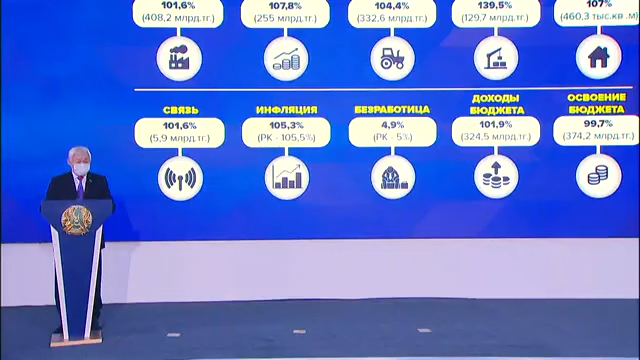 101,6%
(408,2 млрд.тг.)
107,8%
(255 млрд.тг.)
104,4%
(332,6 млрд.тг.)
139,5%
(129,7 млрд.тг.)
107%
(460,3 тыс.кв .м)
СВЯЗЬ
101,6%
(5,9 млрд.тг.)
ИНФЛЯЦИЯ
105,3%
(РК - 105,5%)
БЕЗРАБОТИЦА
4,9%
(РК - 5%)
ДОХОДЫ
БЮДЖЕТА
101,9%
(324,5 млрд.тг.)
ОСВОЕНИЕ
БЮДЖЕТА
99,7%
(374,2 млрд.тг.)